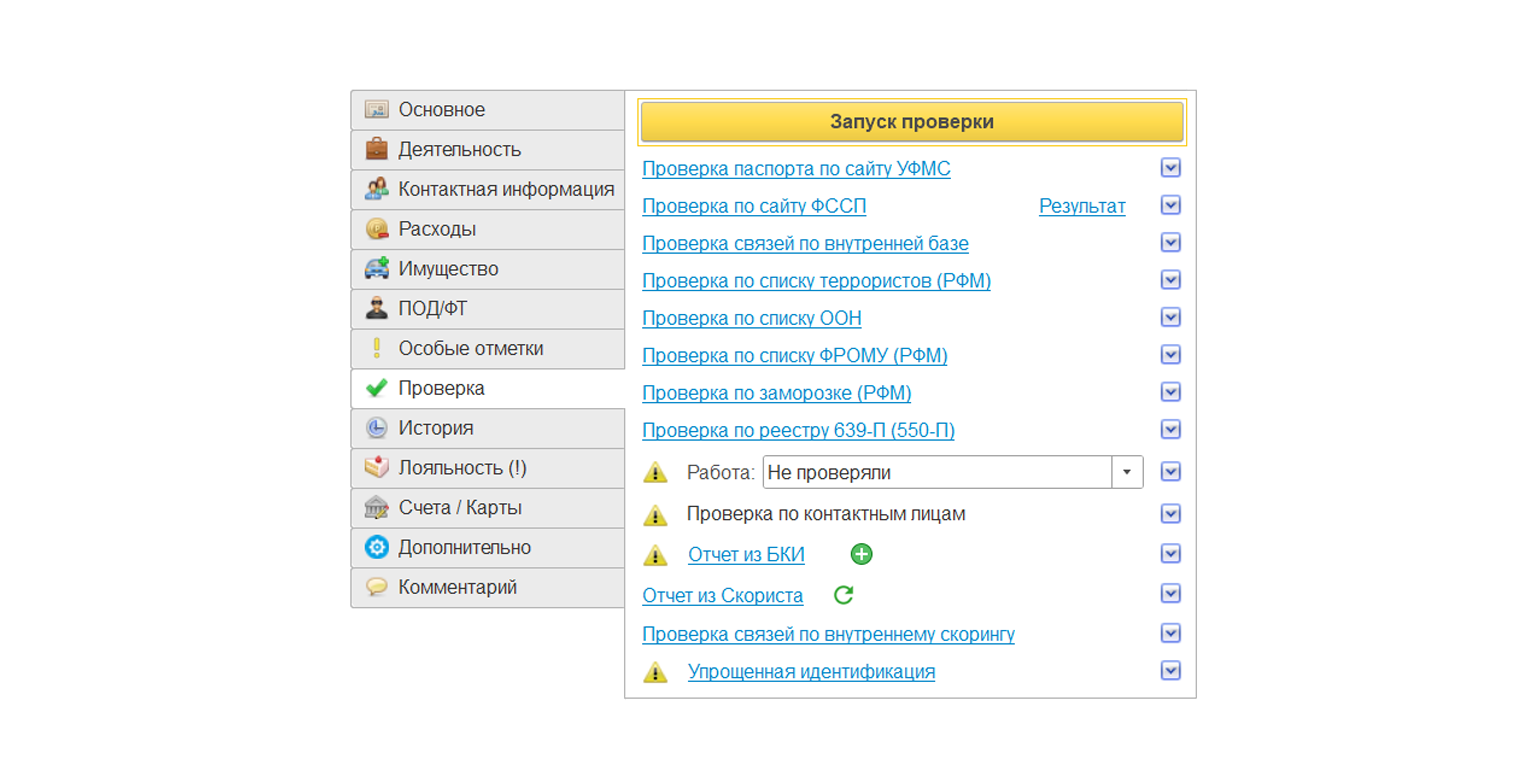 Основное
Деятельность
Контактная информация
Расходы
Имущество
ПОД/ФТ
Особые отметки
Проверка
История
Лояльность (!)
Счета / Карты
Дополнительно
Комментарий
Запуск проверки
Проверка паспорта по сайту УФМС
Проверка по сайту ФССП Результат
Проверка связей по внутренней базе
Проверка по списку террористов (РФМ)
Проверка по списку ООН
Проверка по списку ФРОМУ (РФМ)
Проверка по заморозке (РФМ)
Проверка по реестру 639-П (550-П)
Работа: Не проверяли
Проверка по контактным лицам
Отчет из БКИ
Отчет из Скориста
Проверка связей по внутреннему скорингу
Упрощенная идентификация